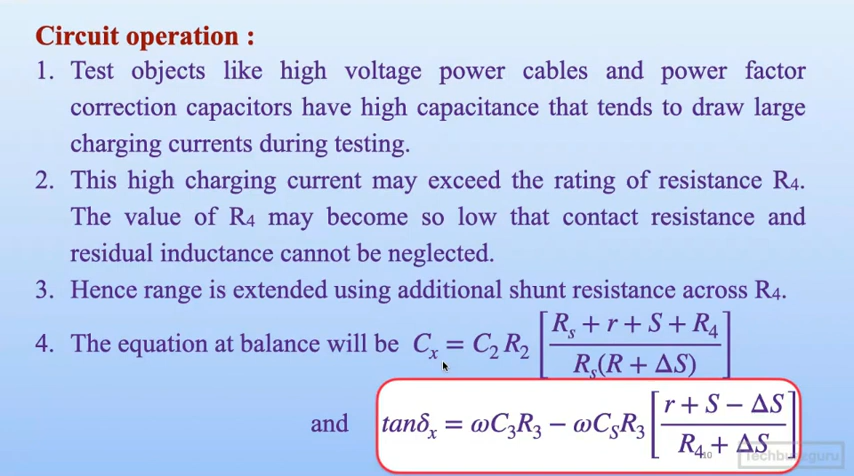 Circuit operation :
1. Test objects like high voltage power cables and power factor
correction capacitors have high capacitance that tends to draw large
charging currents during testing.
2. This high charging current may exceed the rating of resistance R₄.
The value of R₄ may become so low that contact resistance and
residual inductance cannot be neglected.
3. Hence range is extended using additional shunt resistance across R₄.
4. The equation at balance will be Cₓ = C₂ R₂ [ (Rₛ + r + S + R₄) / (Rₛ(R + ΔS)) ]
and tanδₓ = ωC₃R₃ − ωC_SR₃ [ (r + S − ΔS) / (R₄ + ΔS) ]
10